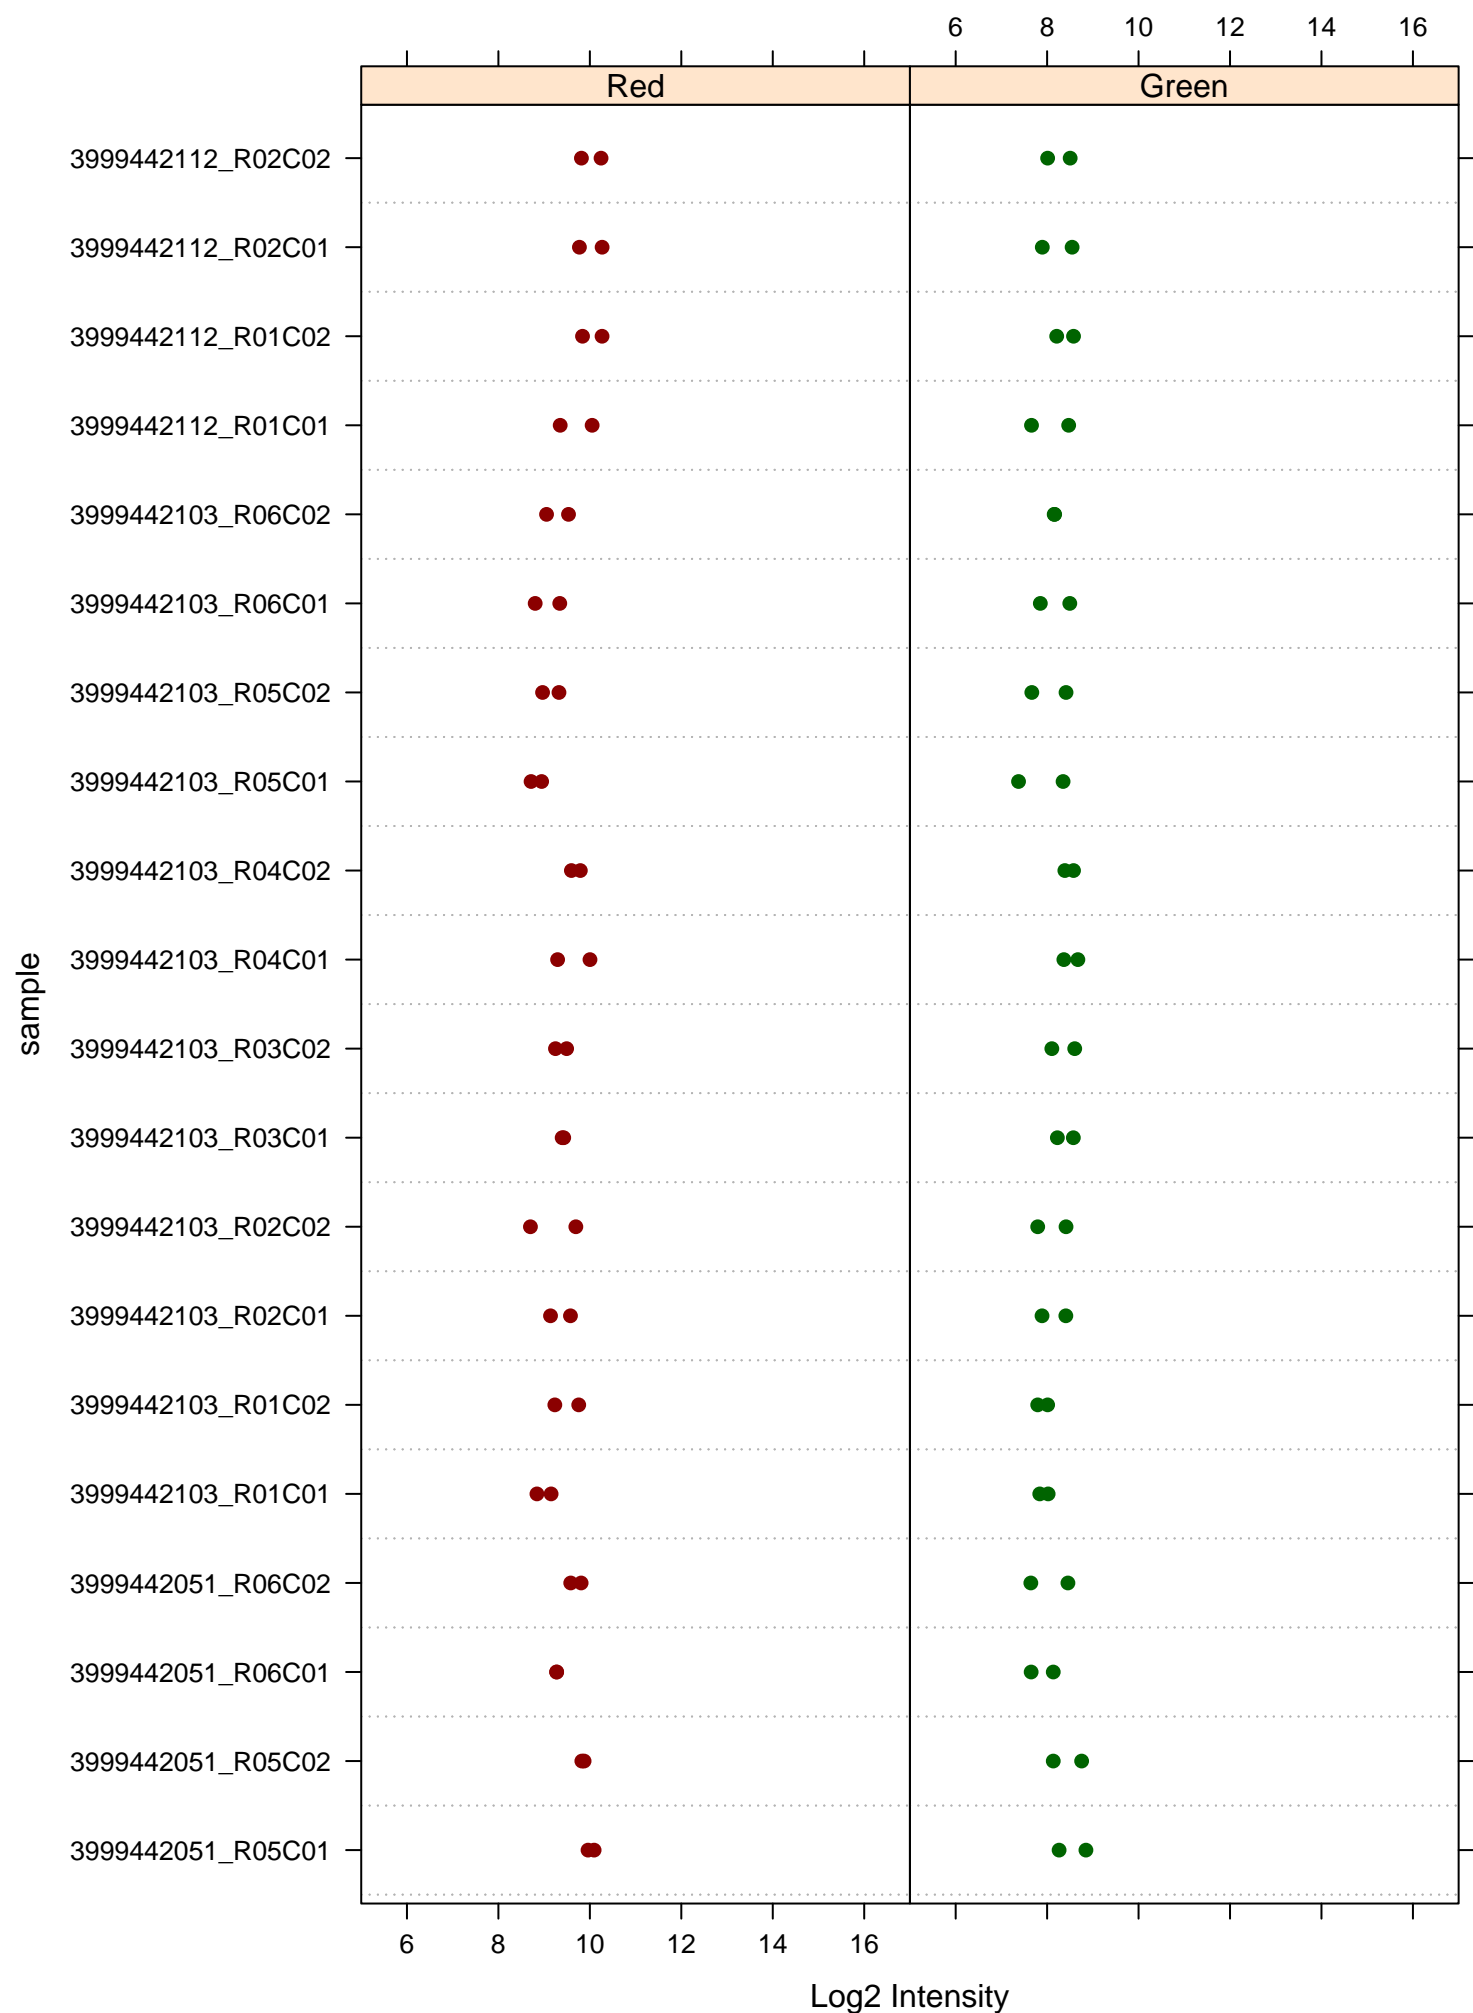 6 8 10 12 14 16
Red Green
3999442112_R02C02
3999442112_R02C01
3999442112_R01C02
3999442112_R01C01
3999442103_R06C02
3999442103_R06C01
3999442103_R05C02
3999442103_R05C01
3999442103_R04C02
3999442103_R04C01
3999442103_R03C02
3999442103_R03C01
3999442103_R02C02
3999442103_R02C01
3999442103_R01C02
3999442103_R01C01
3999442051_R06C02
3999442051_R06C01
3999442051_R05C02
3999442051_R05C01
sample
6 8 10 12 14 16
Log2 Intensity